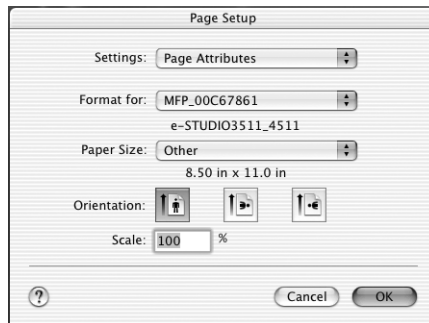 Page Setup
Settings: Page Attributes
Format for: MFP_00C67861
e-STUDIO3511_4511
Paper Size: Other
8.50 in x 11.0 in
Orientation:
Scale: 100 %
? Cancel OK